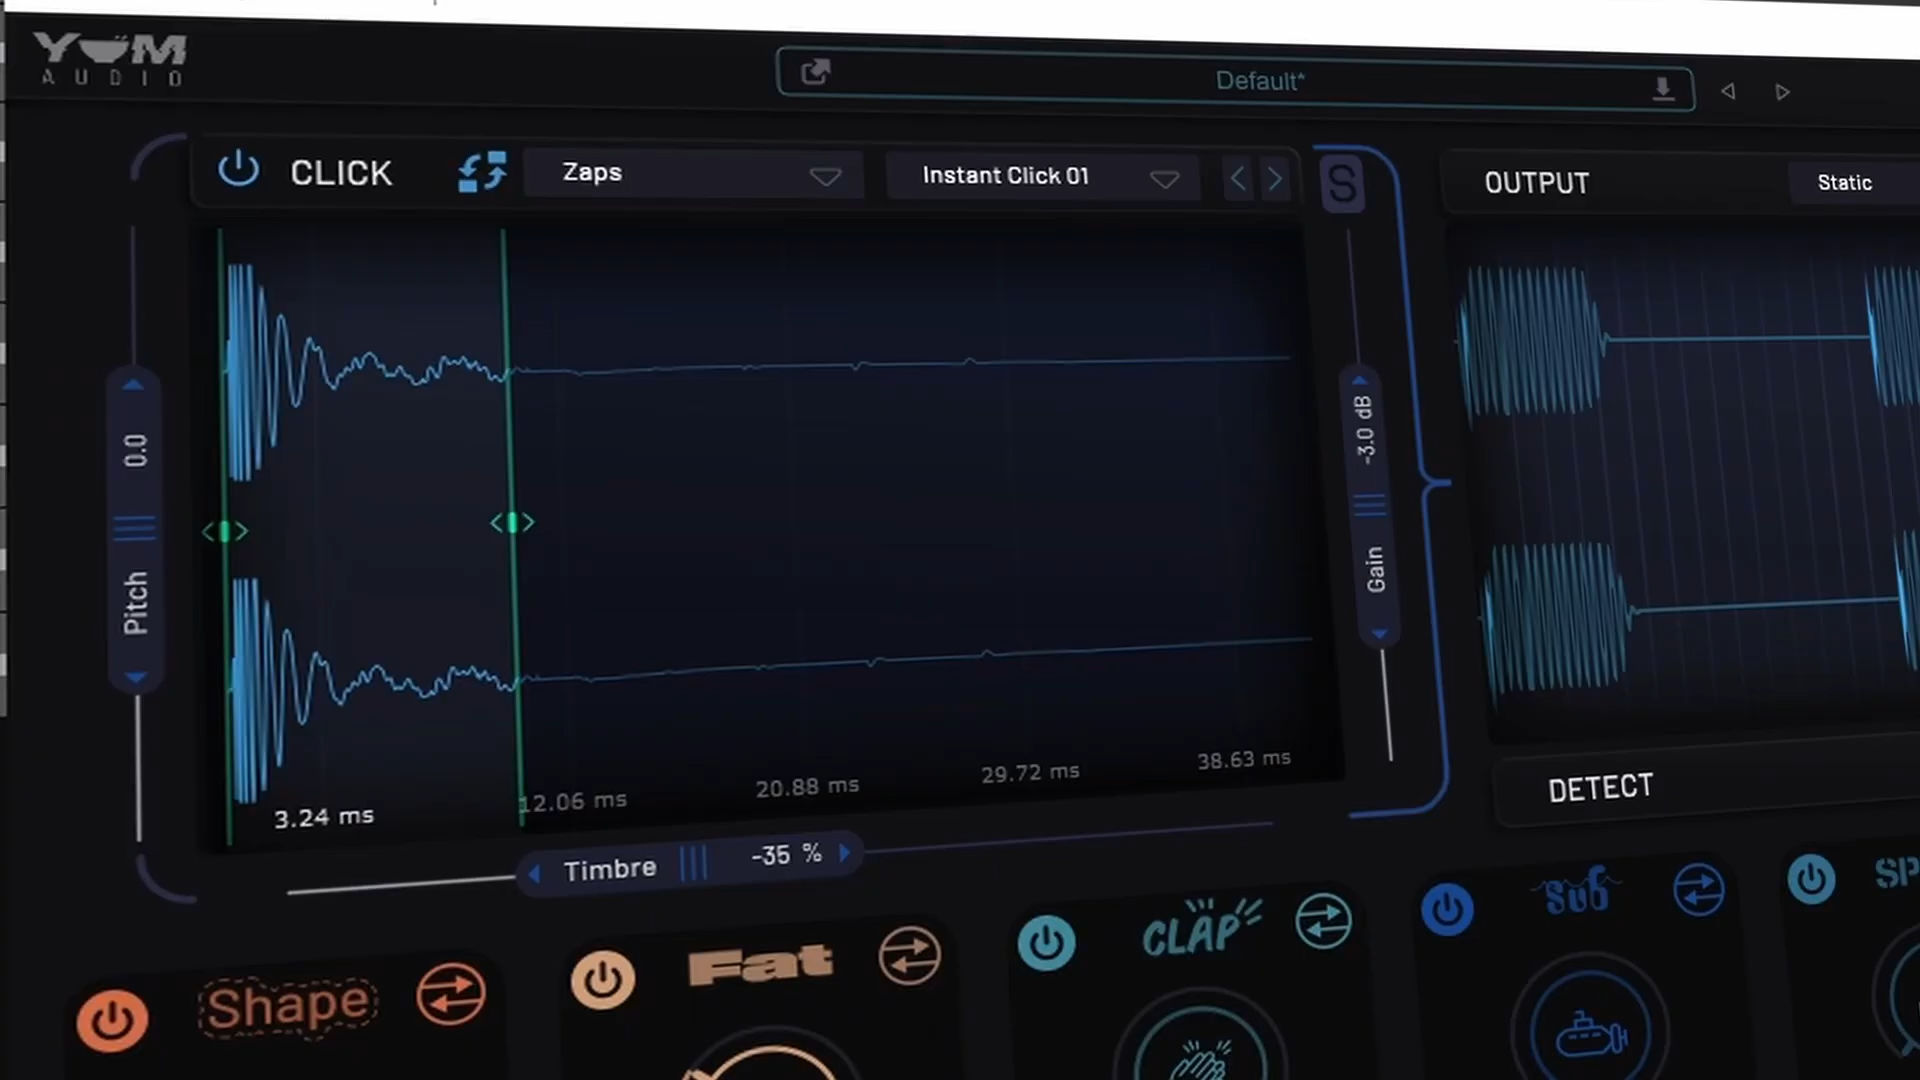 YUM
AUDIO
Default*
CLICK
Zaps
Instant Click 01
S
OUTPUT
Static
0.0
Pitch
-3.0 dB
Gain
3.24 ms
12.06 ms
20.88 ms
29.72 ms
38.63 ms
DETECT
Timbre
-35 %
Shape
Fat
CLAP
Sub
SP